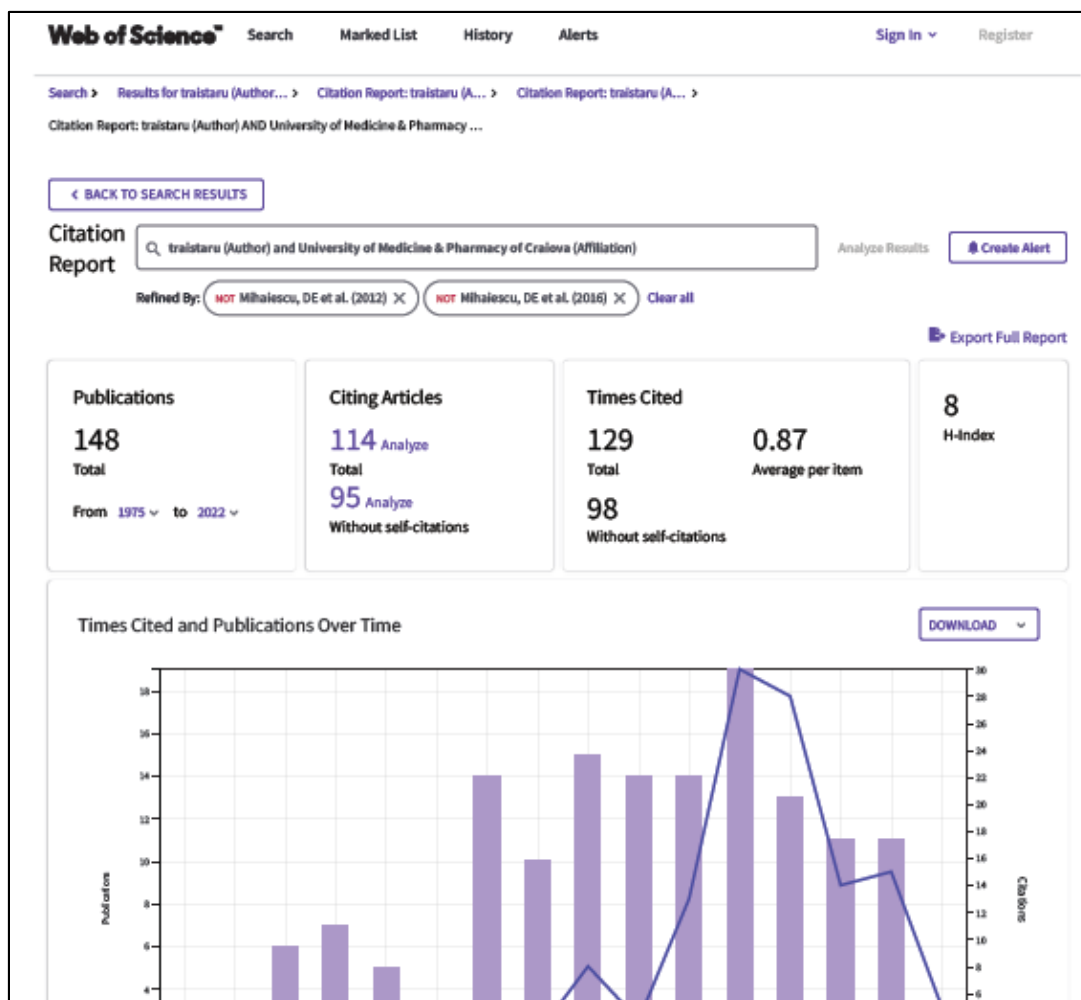 Web of Science™ Search Marked List History Alerts Sign In Register
Search > Results for traistaru (Author... > Citation Report: traistaru (A... > Citation Report: traistaru (A... >
Citation Report: traistaru (Author) AND University of Medicine & Pharmacy ...
< BACK TO SEARCH RESULTS
Citation Report
traistaru (Author) and University of Medicine & Pharmacy of Craiova (Affiliation)
Analyze Results
Create Alert
Refined By: NOT Mihaiescu, DE et al. (2012) × NOT Mihaiescu, DE et al. (2016) × Clear all
Export Full Report
Publications
148
Total
From 1975 to 2022
Citing Articles
114 Analyze
Total
95 Analyze
Without self-citations
Times Cited
129
Total
98
Without self-citations
0.87
Average per item
8
H-Index
Times Cited and Publications Over Time
DOWNLOAD
Publications
18
16
14
12
10
8
6
4
30
28
26
24
22
20
18
16
14
12
10
8
6
Citations